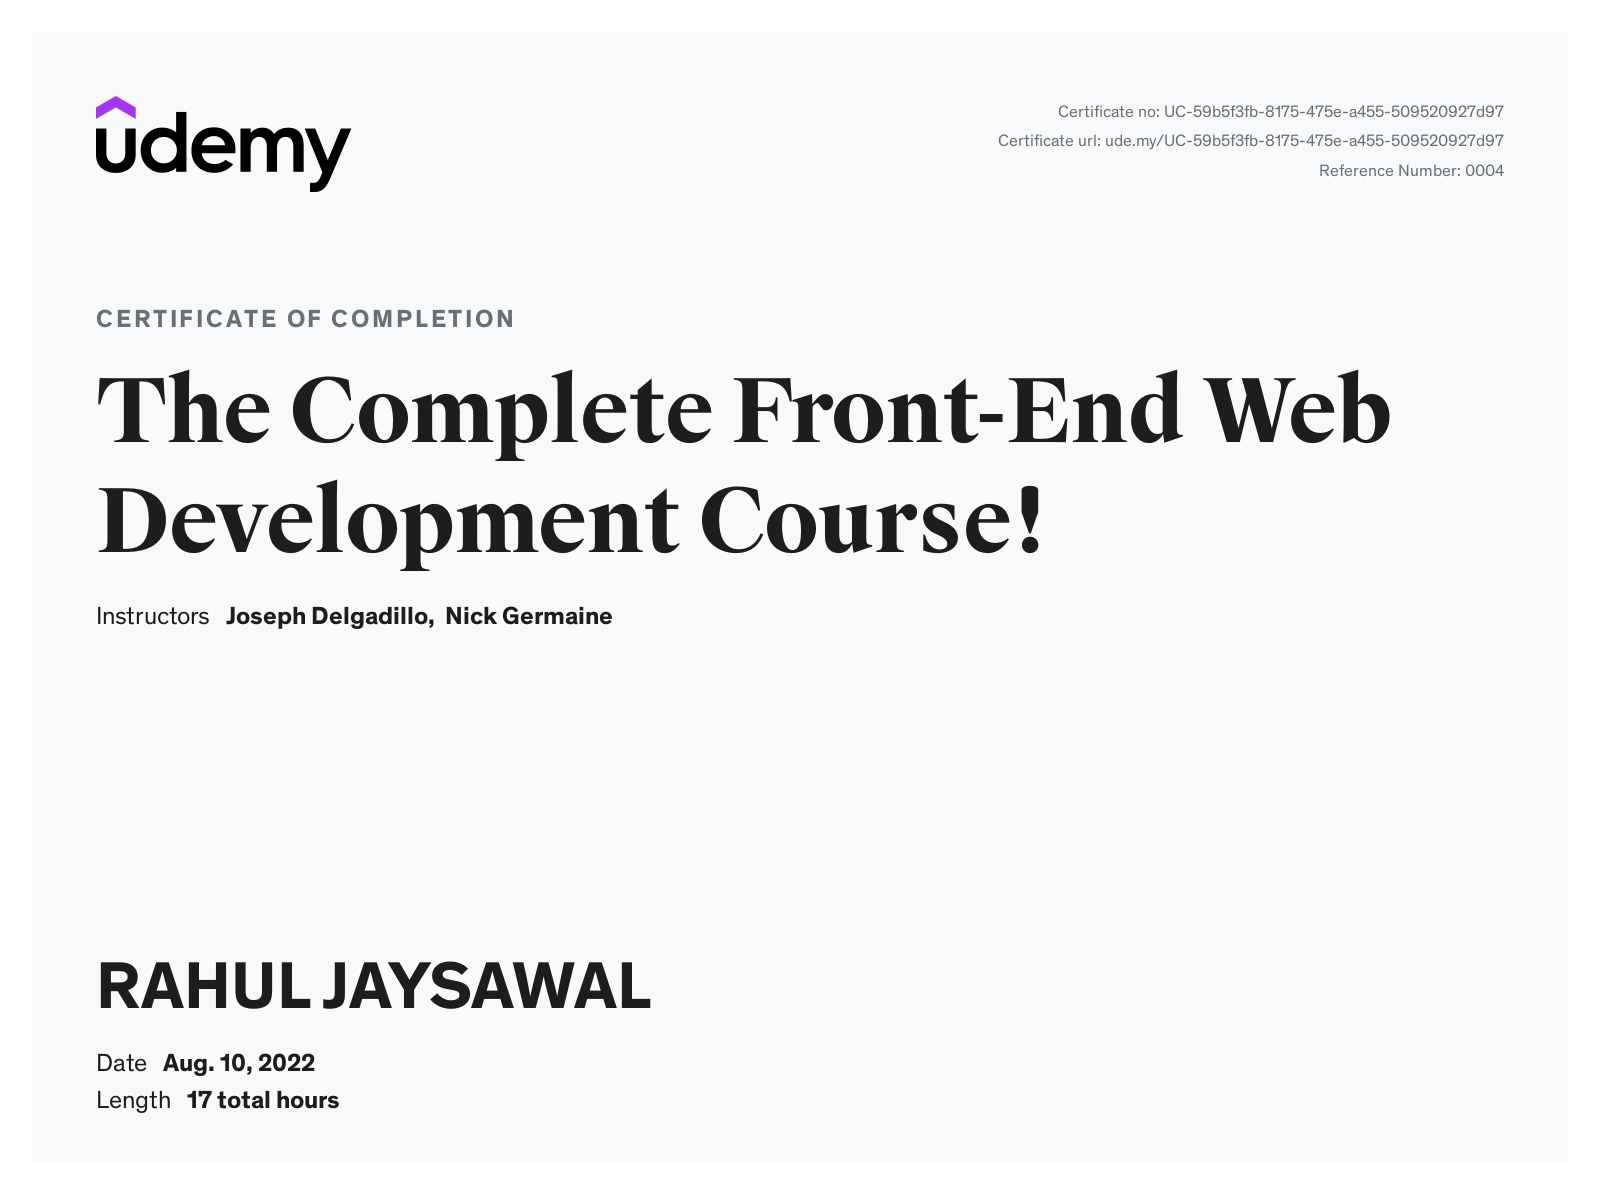 udemy
Certificate no: UC-59b5f3fb-8175-475e-a455-509520927d97
Certificate url: ude.my/UC-59b5f3fb-8175-475e-a455-509520927d97
Reference Number: 0004
CERTIFICATE OF COMPLETION
The Complete Front-End Web
Development Course!
Instructors Joseph Delgadillo, Nick Germaine
RAHUL JAYSAWAL
Date Aug. 10, 2022
Length 17 total hours